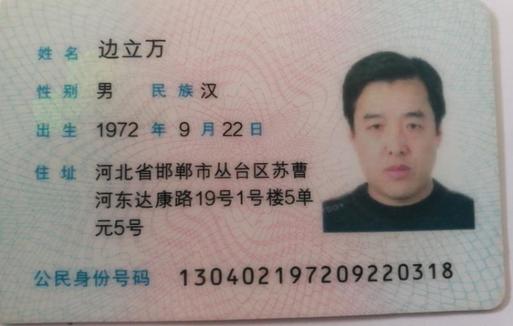 姓名 边立万
性别 男 民族 汉
出生 1972 年 9 月 22 日
住址 河北省邯郸市丛台区苏曹
河东达康路19号1号楼5单
元5号
公民身份号码 130402197209220318